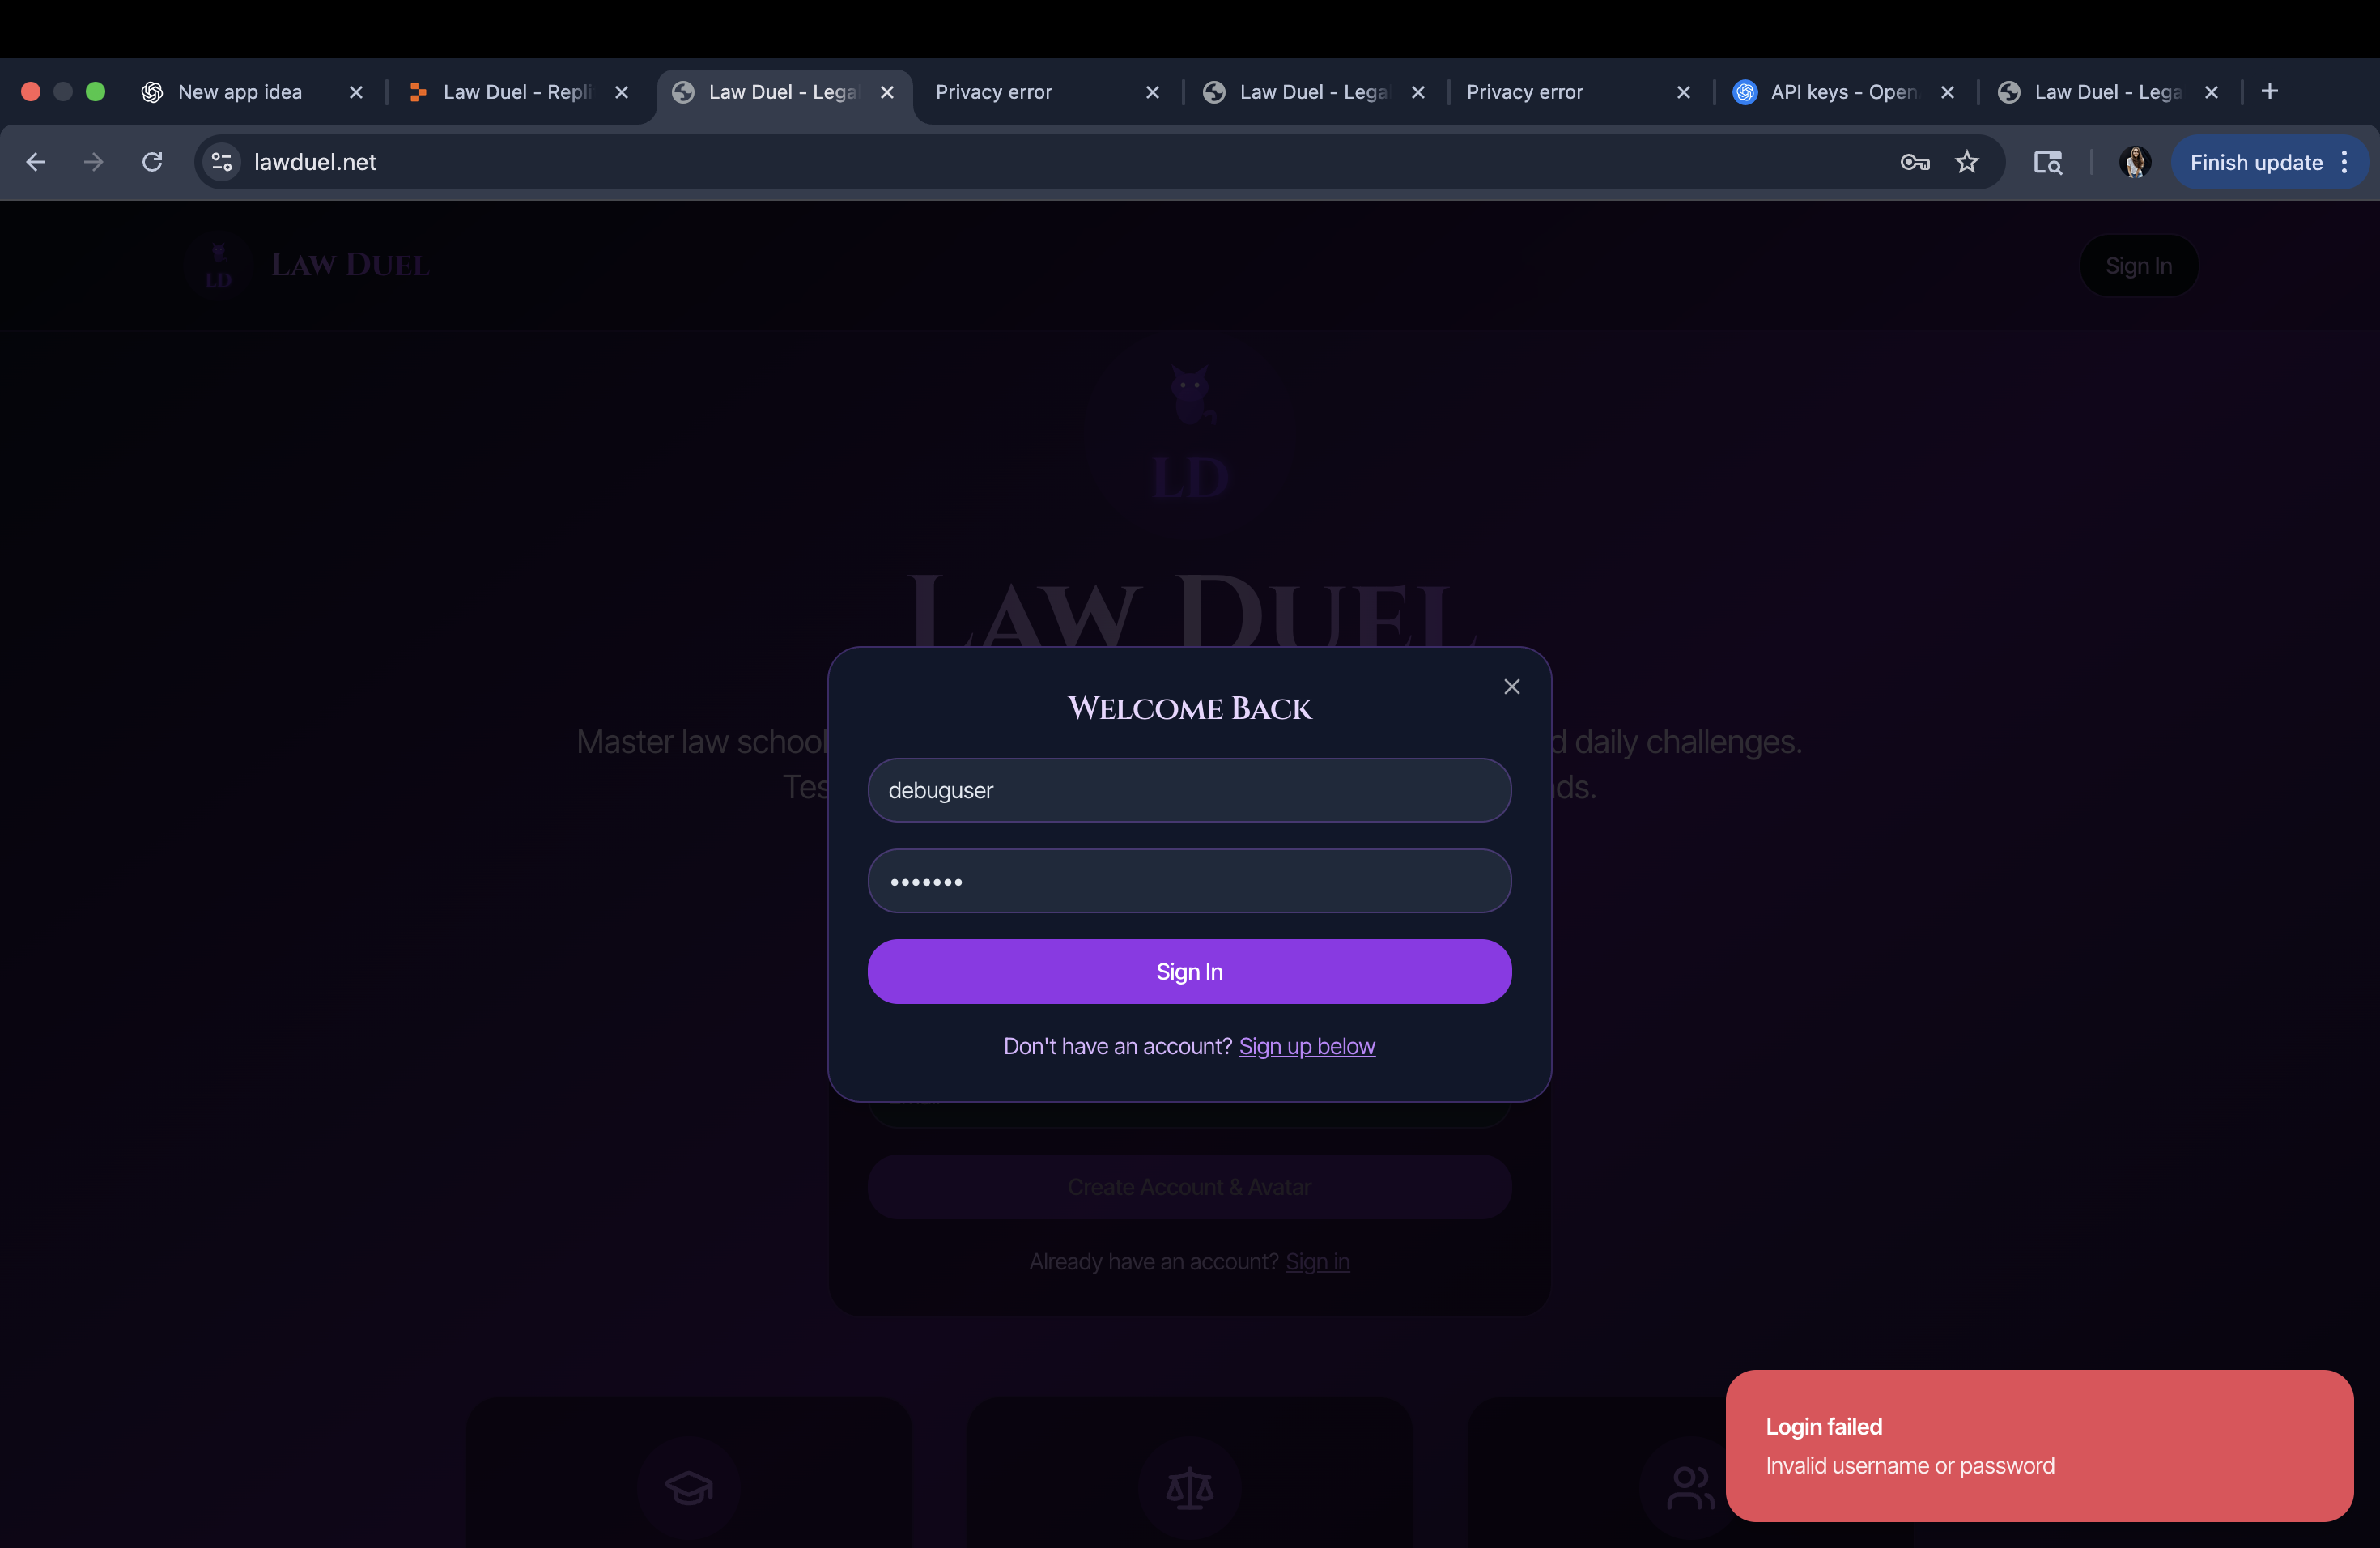 New app idea
Law Duel - Repli
Law Duel - Lega
Privacy error
Law Duel - Lega
Privacy error
API keys - Open
Law Duel - Lega
lawduel.net
Finish update
LD
LAW DUEL
Sign In
LD
LAW DUEL
WELCOME BACK
Master law school
d daily challenges.
Tes
ds.
debuguser
•••••••
Sign In
Don't have an account? Sign up below
Create Account & Avatar
Already have an account? Sign in
Login failed
Invalid username or password